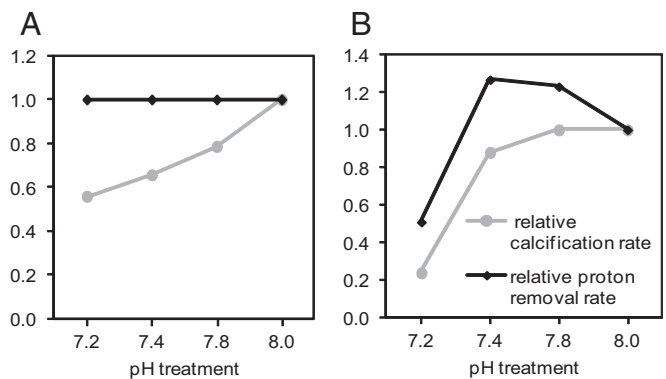 A
1.2
1.0
0.8
0.6
0.4
0.2
0.0
7.2 7.4 7.8 8.0
pH treatment
B
1.4
1.2
1.0
0.8
0.6
0.4
0.2
0.0
relative
calcification rate
relative proton
removal rate
7.2 7.4 7.8 8.0
pH treatment